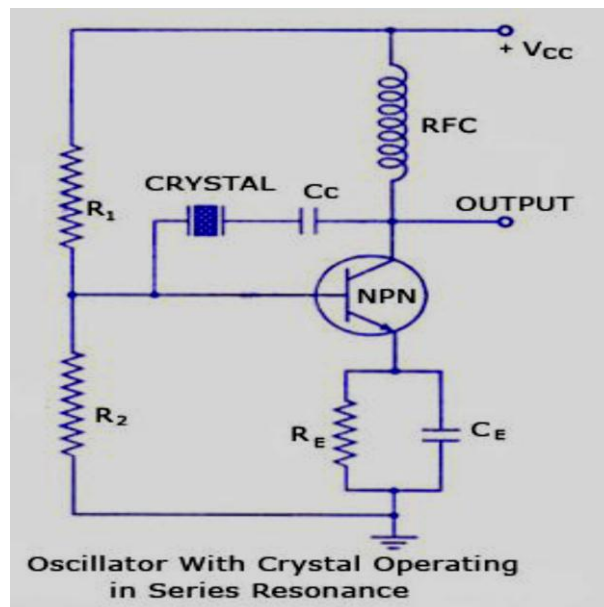 + VCC
RFC
CRYSTAL
Cc
OUTPUT
R1
NPN
R2
RE
CE
Oscillator With Crystal Operating
in Series Resonance